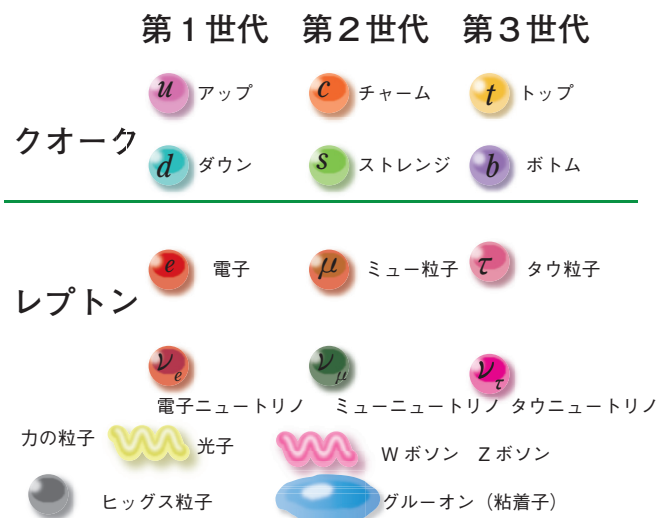 第1世代 第2世代 第3世代
u アップ c チャーム t トップ
クオーク
d ダウン s ストレンジ b ボトム
e 電子 μ ミュー粒子 τ タウ粒子
レプトン
νe νμ ντ
電子ニュートリノ ミューニュートリノ タウニュートリノ
力の粒子 光子 Wボソン Zボソン
ヒッグス粒子 グルーオン（粘着子）